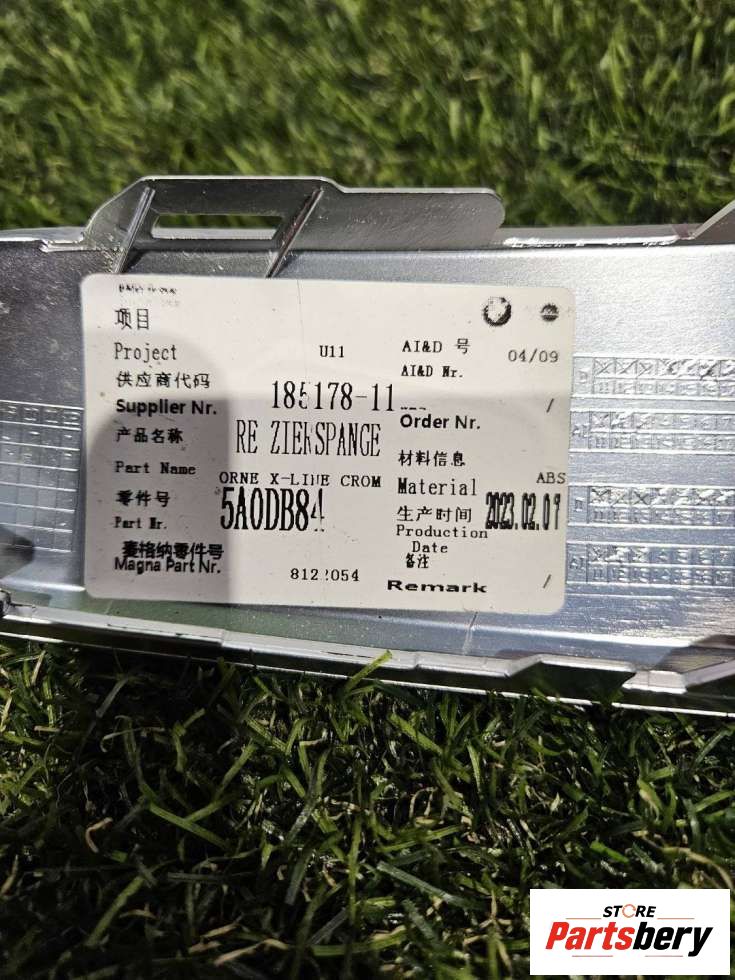 项目
Project
U11
供应商代码
Supplier Nr.
185178-11
产品名称
RE ZIERSPANGE
Part Name
ORNE X-LINE CROM
零件号
5A0DB84
Part Nr.
赛格纳零件号
Magna Part Nr.
8122054
AI&D 号
04/09
AI&D Nr.
/
Order Nr.
材料信息
Material
ABS
生产时间
2023.02.07
Production
Date
备注
Remark
/
STORE
Partsbery